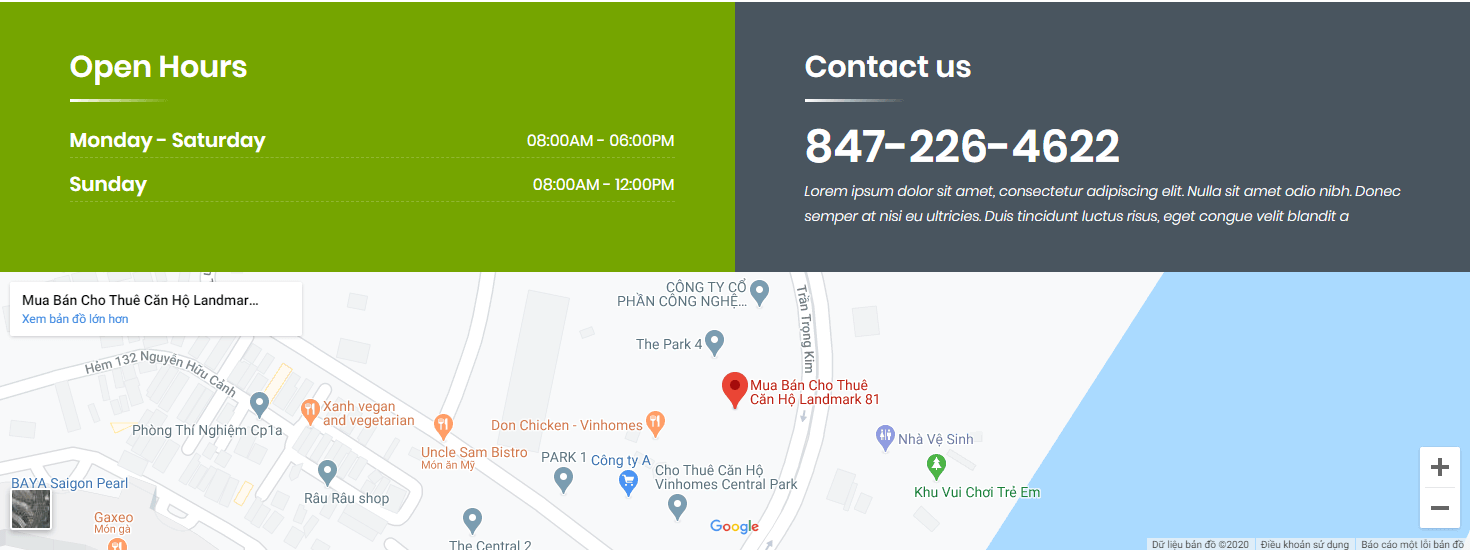 Open Hours
Monday - Saturday
08:00AM - 06:00PM
Sunday
08:00AM - 12:00PM
Contact us
847-226-4622
Lorem ipsum dolor sit amet, consectetur adipiscing elit. Nulla sit amet odio nibh. Donec
semper at nisi eu ultricies. Duis tincidunt luctus risus, eget congue velit blandit a
Mua Bán Cho Thuê Căn Hộ Landmar...
Xem bản đồ lớn hơn
CÔNG TY CỔ
PHẦN CÔNG NGHỆ...
Trần Trọng Kim
The Park 4
Hẻm 132 Nguyễn Hữu Cảnh
Mua Bán Cho Thuê
Căn Hộ Landmark 81
Xanh vegan
and vegetarian
Phòng Thí Nghiệm Cp1a
Don Chicken - Vinhomes
Uncle Sam Bistro
Món ăn Mỹ
Nhà Vệ Sinh
PARK 1
Công ty A
Cho Thuê Căn Hộ
Vinhomes Central Park
BAYA Saigon Pearl
Râu Râu shop
Khu Vui Chơi Trẻ Em
Gaxeo
Món gà
The Central 2
Google
Dữ liệu bản đồ ©2020
Điều khoản sử dụng
Báo cáo một lỗi bản đồ